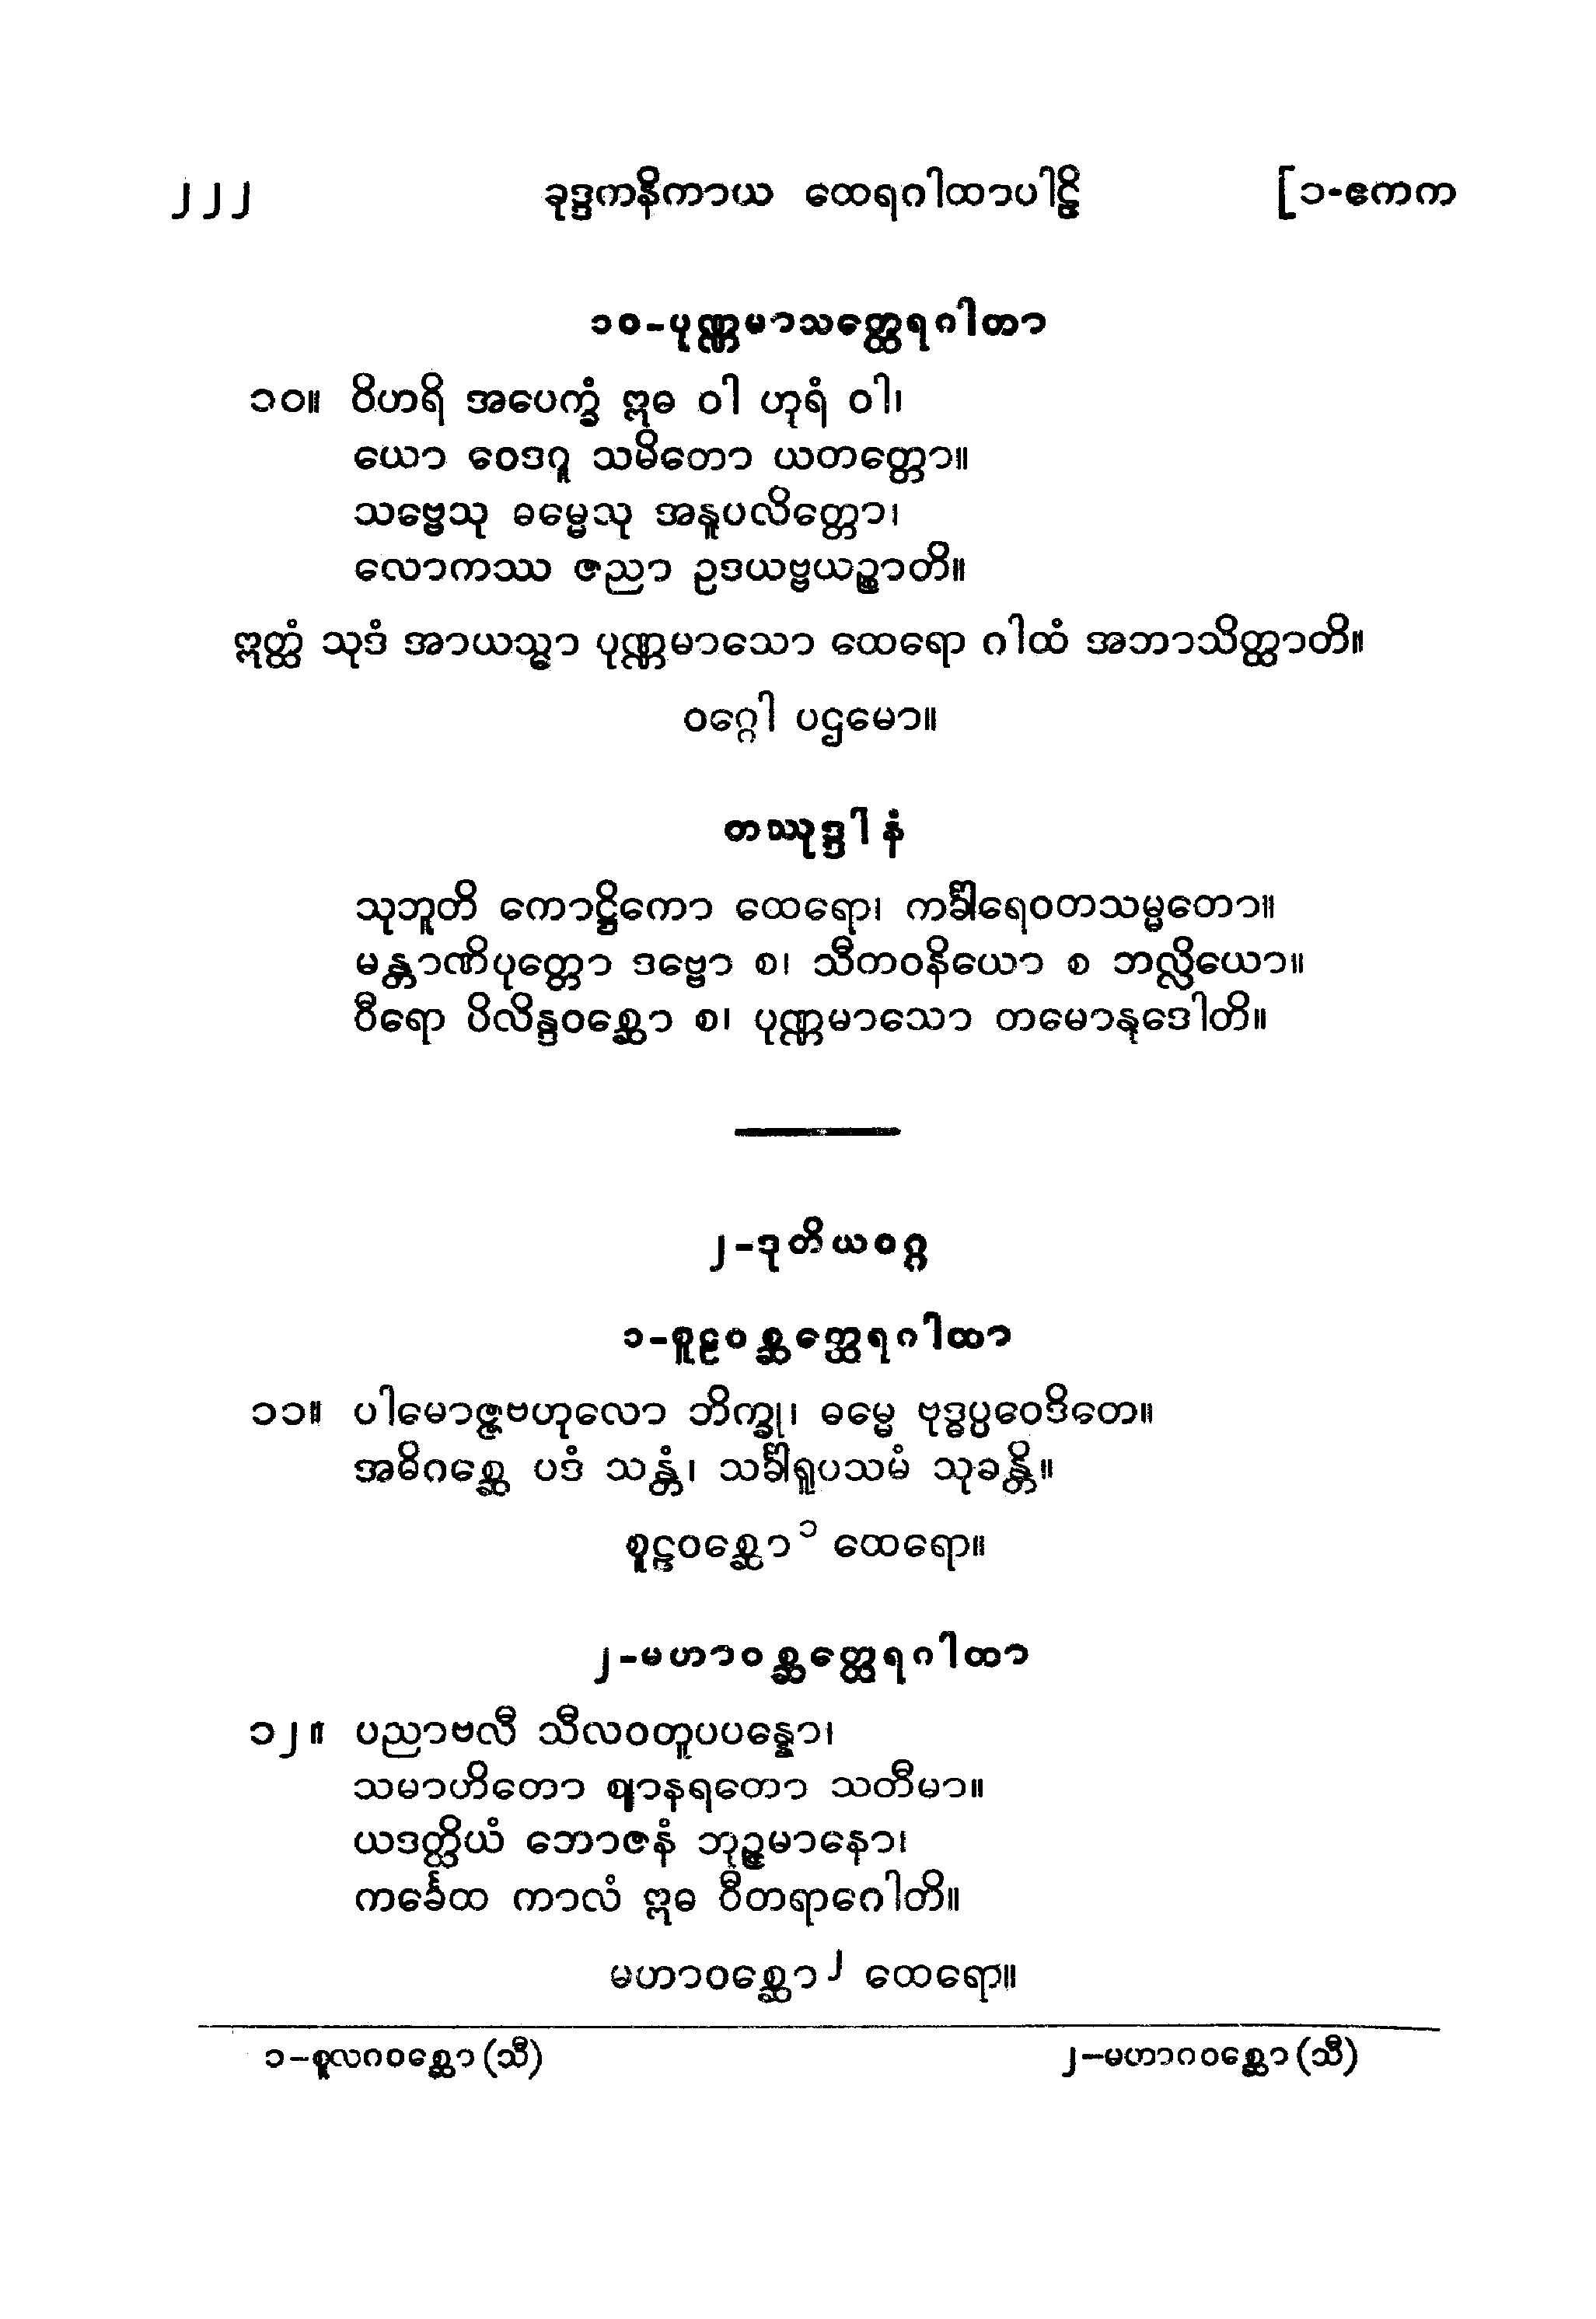 ၂၂၂ ခုဒ္ဒကနိကာယ ထေရဂါထာပါဠိ [၁-ဧကက
၁၀-ပုဏ္ဏမာသတ္ထေရဂါထာ
၁၀။ ဝိဟရိ အပေက္ခံ ဣဓ ဝါ ဟုရံ ဝါ၊
ယော ဝေဒဂူ သမိတော ယတတ္တော။
သဗ္ဗေသု ဓမ္မေသု အနူပလိတ္တော၊
လောကဿ ဇညာ ဥဒယဗ္ဗယဉ္စာတိ။
ဣတ္ထံ သုဒံ အာယသ္မာ ပုဏ္ဏမာသော ထေရော ဂါထံ အဘာသိတ္ထာတိ။
ဝဂ္ဂေါ ပဌမော။
တဿုဒ္ဒါနံ
သုဘူတိ ကောဋ္ဌိကော ထေရော၊ ကင်္ခါရေဝတသမ္မတော။
မန္တာဏိပုတ္တော ဒဗ္ဗော စ၊ သီတဝနိယော စ ဘလ္လိယော။
ဝီရော ပိလိန္ဒဝစ္ဆော စ၊ ပုဏ္ဏမာသော တမောနုဒေါတိ။
၂-ဒုတိယဝဂ္ဂ
၁-စူဠဝစ္ဆတ္ထေရဂါထာ
၁၁။ ပါမောဇ္ဇဗဟုလော ဘိက္ခု၊ ဓမ္မေ ဗုဒ္ဓပ္ပဝေဒိတေ။
အဓိဂစ္ဆေ ပဒံ သန္တံ၊ သင်္ခါရူပသမံ သုခန္တိ။
စူဠဝစ္ဆော၁ ထေရော။
၂-မဟာဝစ္ဆတ္ထေရဂါထာ
၁၂။ ပညာဗလီ သီလဝတူပပန္နော၊
သမာဟိတော ဈာနရတော သတီမာ။
ယဒတ္ထိယံ ဘောဇနံ ဘုဉ္ဇမာနော၊
ကင်္ခေထ ကာလံ ဣဓ ဝီတရာဂေါတိ။
မဟာဝစ္ဆော၂ ထေရော။
၁-စူလဂဝစ္ဆော (သီ) ၂-မဟာဂဝစ္ဆော (သီ)